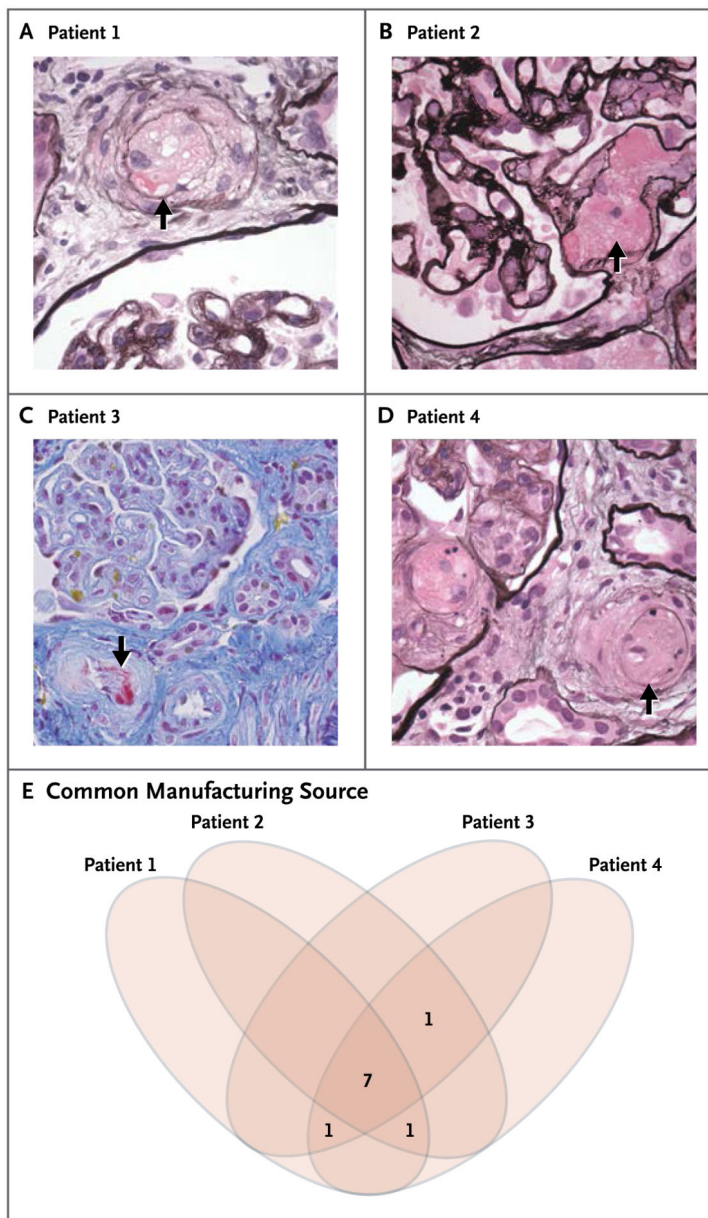 A Patient 1
B Patient 2
C Patient 3
D Patient 4
E Common Manufacturing Source
Patient 2
Patient 3
Patient 1
Patient 4
1
7
1
1